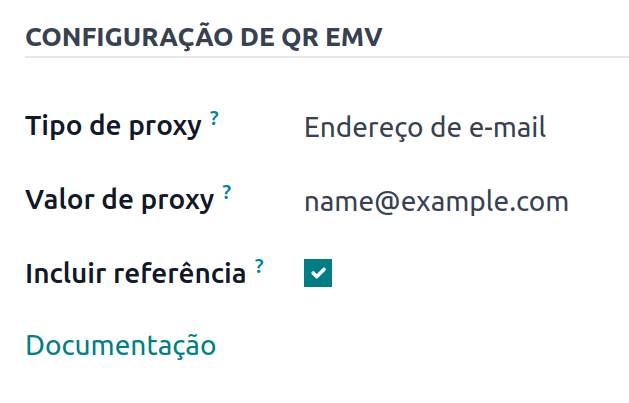 CONFIGURAÇÃO DE QR EMV
Tipo de proxy ? Endereço de e-mail
Valor de proxy ? name@example.com
Incluir referência ?
Documentação